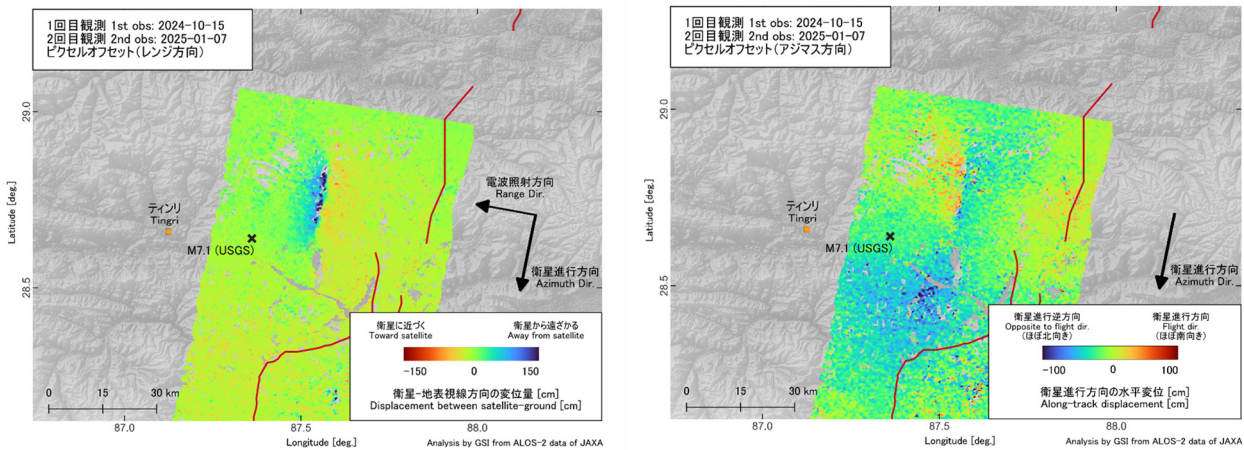 1回目観測 1st obs: 2024-10-15
2回目観測 2nd obs: 2025-01-07
ピクセルオフセット(レンジ方向)
29.0
28.5
Latitude [deg.]
ティンリ
Tingri
M7.1 (USGS)
電波照射方向
Range Dir.
衛星進行方向
Azimuth Dir.
衛星に近づく
Toward satellite
衛星から遠ざかる
Away from satellite
-150 0 150
衛星-地表視線方向の変位量 [cm]
Displacement between satellite-ground [cm]
0 15 30 km
87.0 87.5 88.0
Longitude [deg.]
Analysis by GSI from ALOS-2 data of JAXA
1回目観測 1st obs: 2024-10-15
2回目観測 2nd obs: 2025-01-07
ピクセルオフセット(アジマス方向)
29.0
28.5
Latitude [deg.]
ティンリ
Tingri
M7.1 (USGS)
衛星進行方向
Azimuth Dir.
衛星進行逆方向
Opposite to flight dir.
(ほぼ北向き)
衛星進行方向
Flight dir.
(ほぼ南向き)
-100 0 100
衛星進行方向の水平変位 [cm]
Along-track displacement [cm]
0 15 30 km
87.0 87.5 88.0
Longitude [deg.]
Analysis by GSI from ALOS-2 data of JAXA